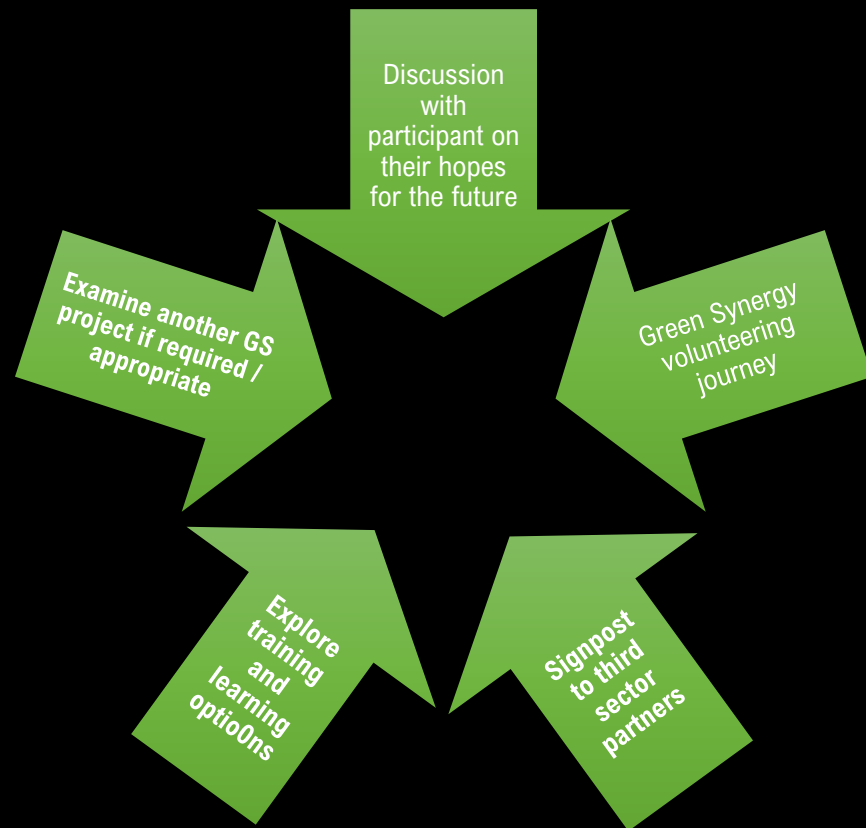 Discussion
with
participant on
their hopes
for the future
Green Synergy
volunteering
journey
Signpost
to third
sector
partners
Explore
training
and
learning
optio0ns
Examine another GS
project if required /
appropriate